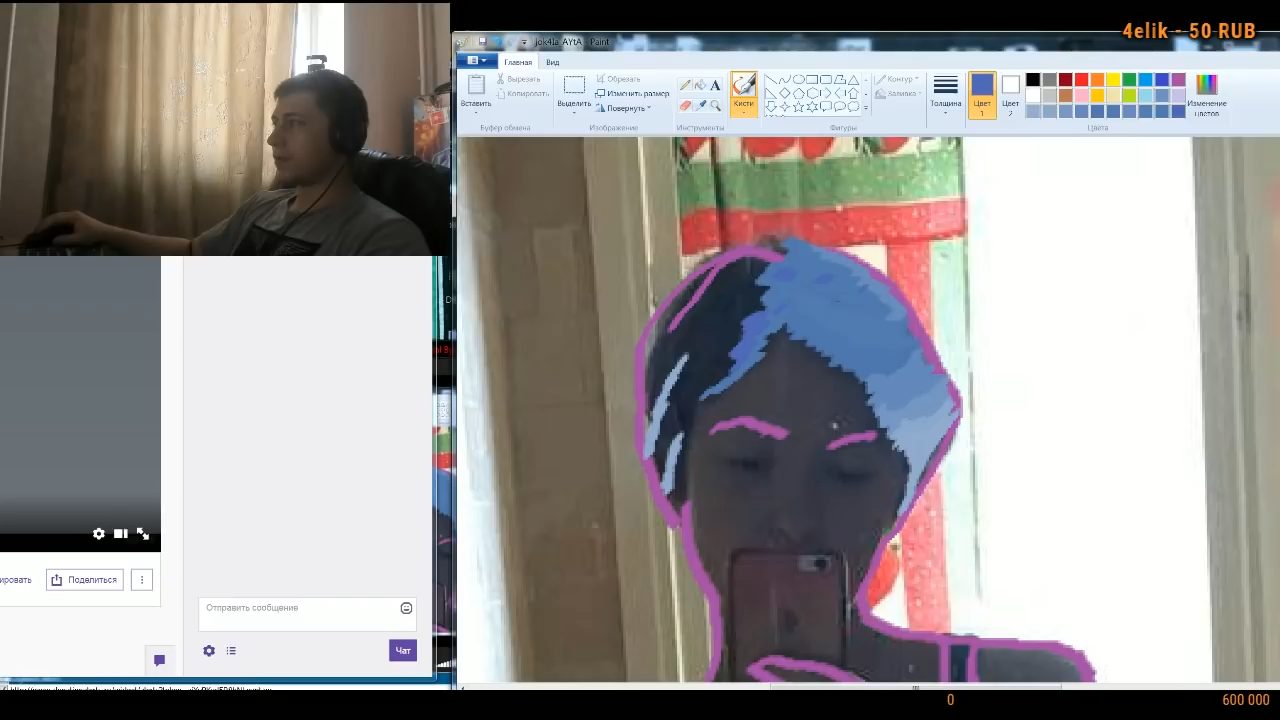 4elik - 50 RUB
jok4la_AYtA - Paint
Главная Вид
Вырезать
Копировать
Вставить
Буфер обмена
Выделить
Обрезать
Изменить размер
Повернуть
Изображение
A
Инструменты
Кисти
Фигуры
Контур
Заливка
Толщина
Цвет
1
Цвет
2
Изменение
цветов
Цвета
ировать
Поделиться
Отправить сообщение
Чат
0
600 000